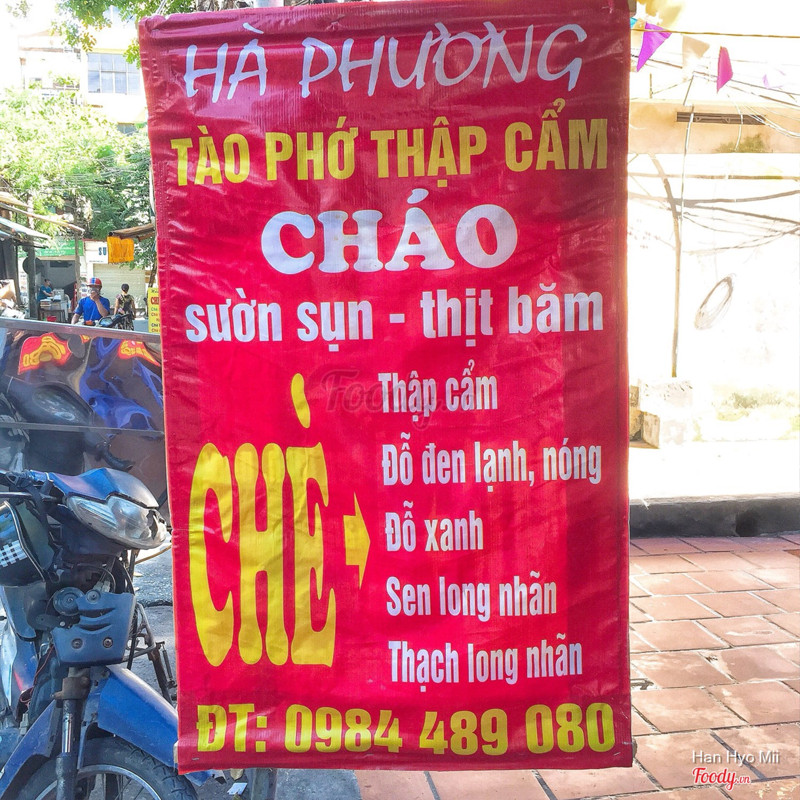 HÀ PHƯƠNG
TÀO PHỚ THẬP CẨM
CHÁO
sườn sụn - thịt băm
CHÈ
Thập cẩm
Đỗ đen lạnh, nóng
Đỗ xanh
Sen long nhãn
Thạch long nhãn
ĐT: 0984 489 080
Foody
Han Hyo Mii
Foody.vn